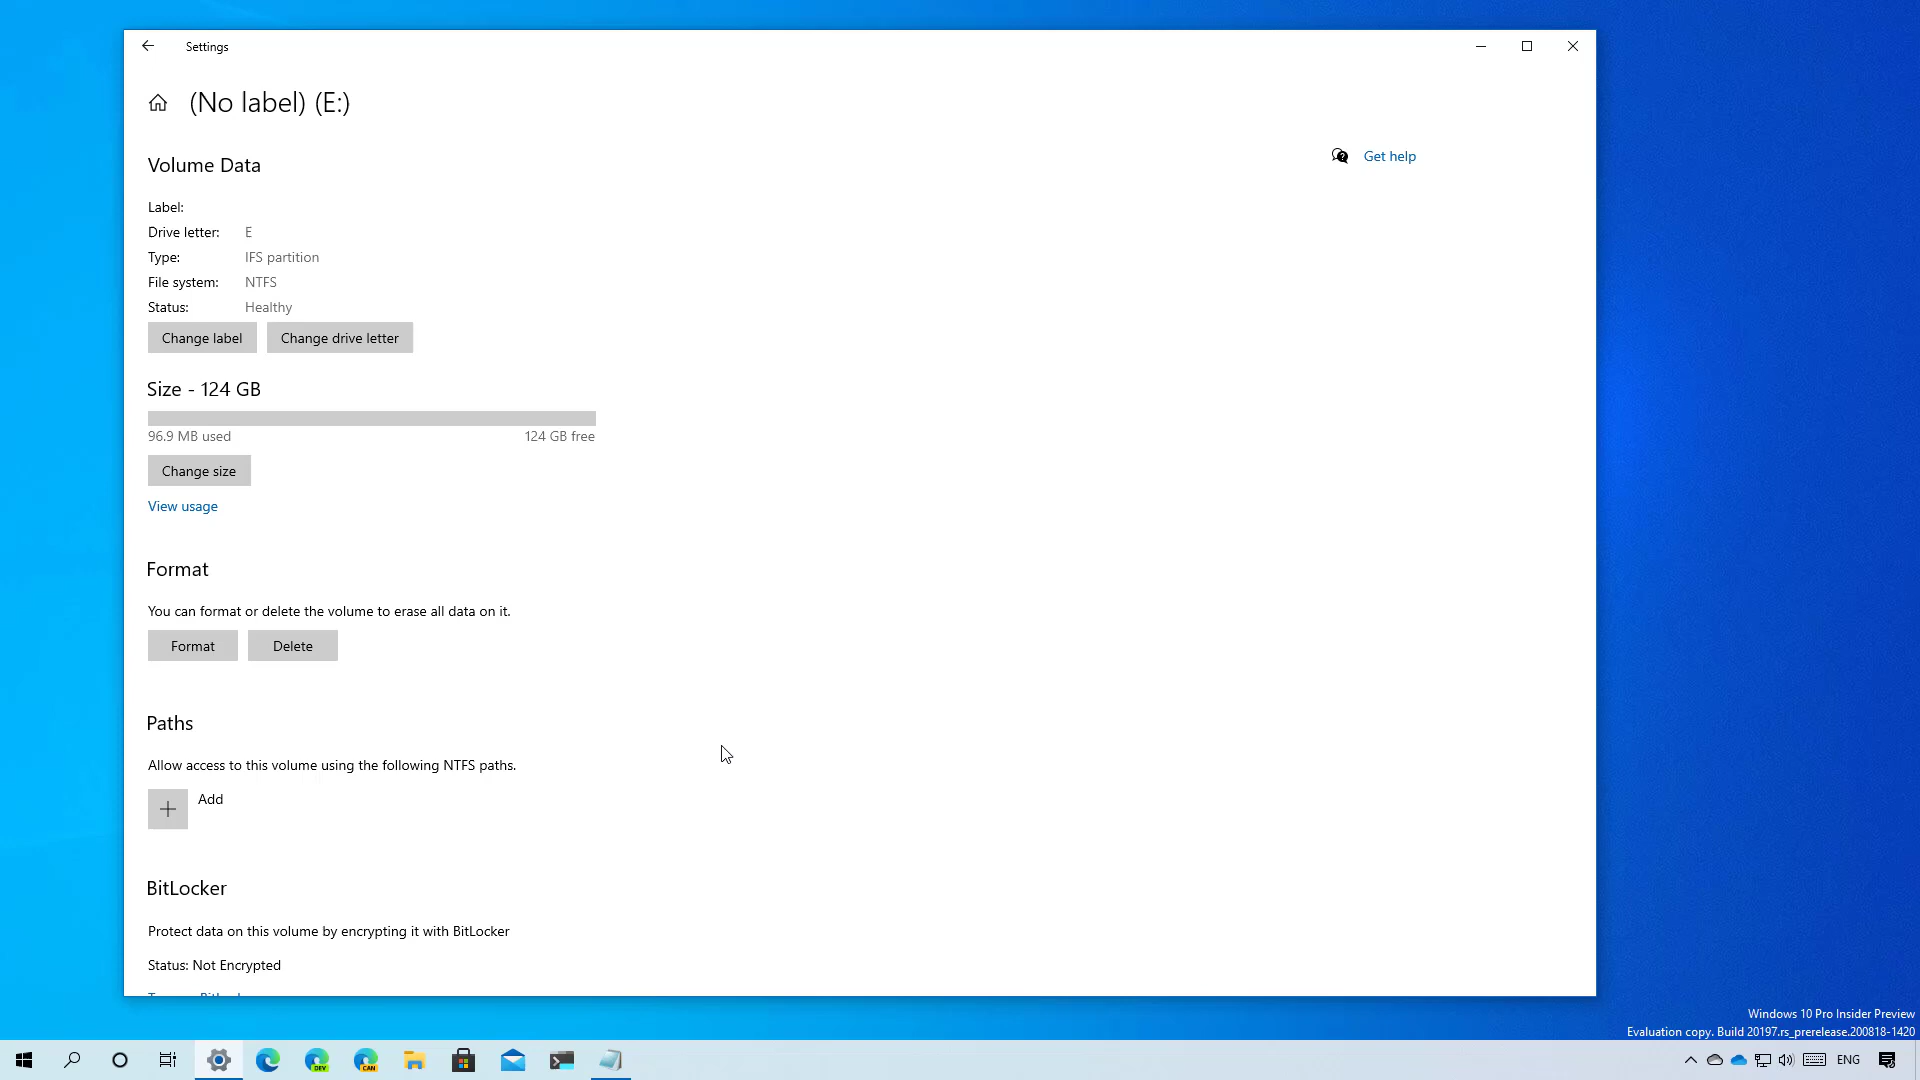 Settings
(No label) (E:)
Volume Data
Get help
Label:
Drive letter: E
Type: IFS partition
File system: NTFS
Status: Healthy
Change label Change drive letter
Size - 124 GB
96.9 MB used 124 GB free
Change size
View usage
Format
You can format or delete the volume to erase all data on it.
Format Delete
Paths
Allow access to this volume using the following NTFS paths.
Add
BitLocker
Protect data on this volume by encrypting it with BitLocker
Status: Not Encrypted
Windows 10 Pro Insider Preview
Evaluation copy. Build 20197.rs_prerelease.200818-1420
DEV CAN ENG